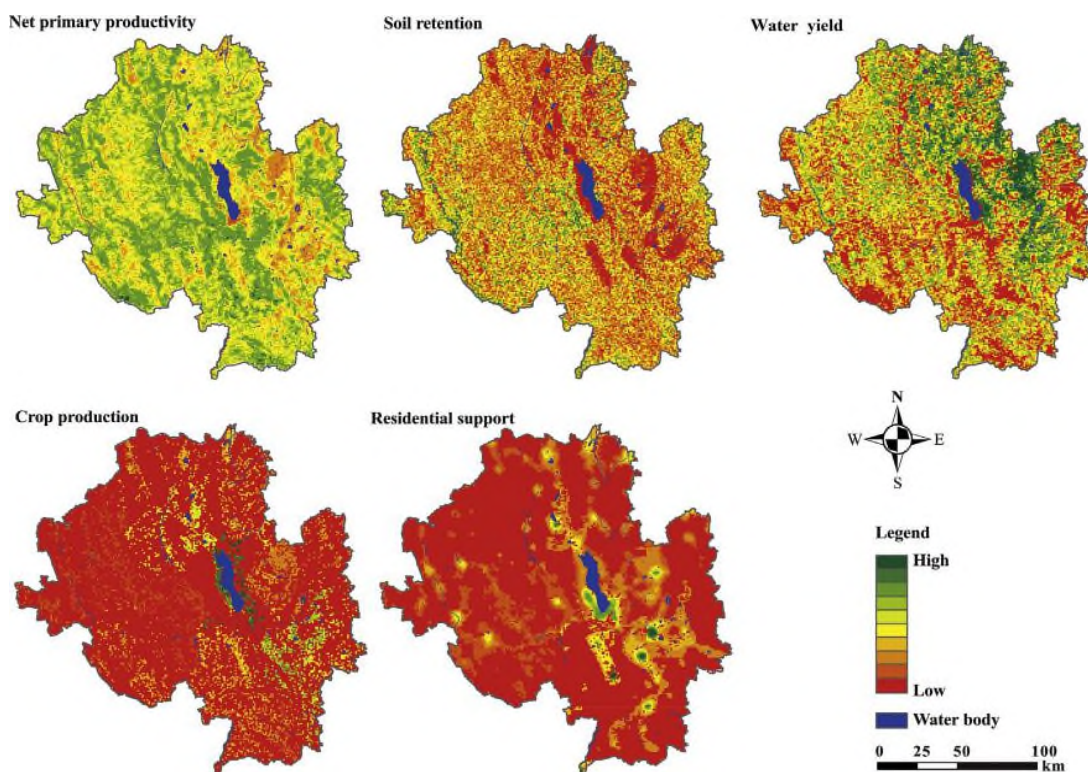 Net primary productivity
Soil retention
Water yield
Crop production
Residential support
N
W E
S
Legend
High
Low
Water body
0 25 50 100
km